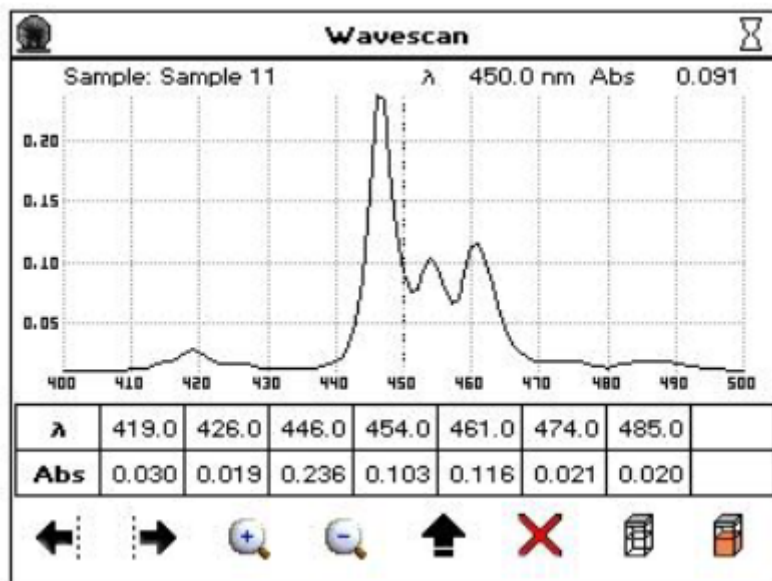 Wavescan
Sample: Sample 11 λ 450.0 nm Abs 0.091
0.20
0.15
0.10
0.05
400 410 420 430 440 450 460 470 480 490 500
λ 419.0 426.0 446.0 454.0 461.0 474.0 485.0
Abs 0.030 0.019 0.236 0.103 0.116 0.021 0.020